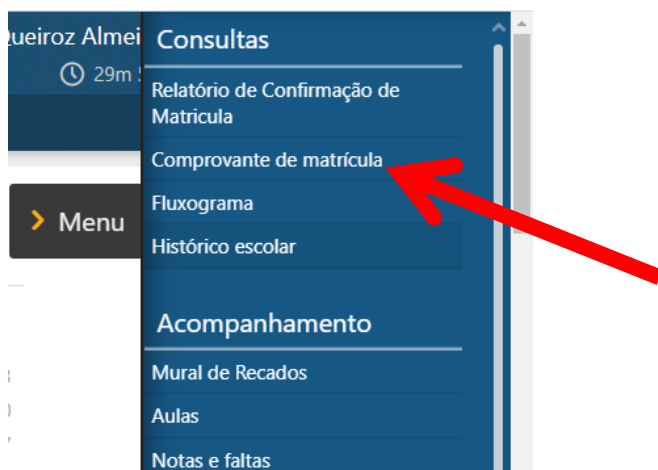 Queiroz Almei
29m
Menu
Consultas
Relatório de Confirmação de
Matricula
Comprovante de matrícula
Fluxograma
Histórico escolar
Acompanhamento
Mural de Recados
Aulas
Notas e faltas